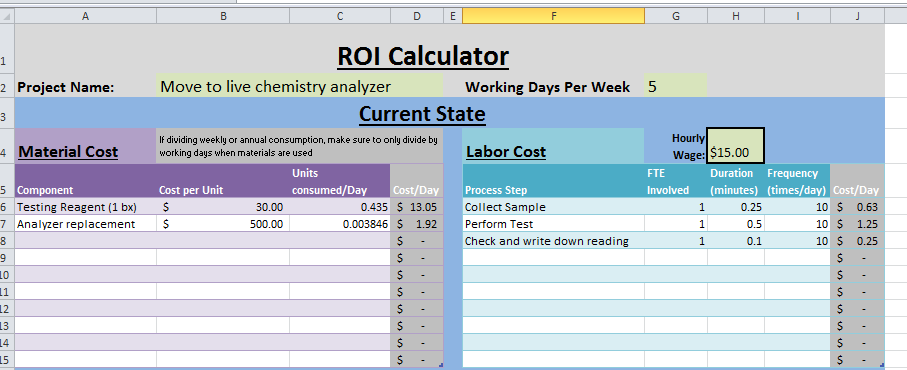 A B C D E F G H I J
1 ROI Calculator
2 Project Name: Move to live chemistry analyzer Working Days Per Week 5
3 Current State
4 Material Cost If dividing weekly or annual consumption, make sure to only divide by working days when materials are used Labor Cost Hourly Wage: $15.00
5 Component Cost per Unit Units consumed/Day Cost/Day Process Step FTE Involved Duration (minutes) Frequency (times/day) Cost/Day
6 Testing Reagent (1 bx) $ 30.00 0.435 $ 13.05 Collect Sample 1 0.25 10 $ 0.63
7 Analyzer replacement $ 500.00 0.003846 $ 1.92 Perform Test 1 0.5 10 $ 1.25
8 $ - Check and write down reading 1 0.1 10 $ 0.25
9 $ - $ -
10 $ - $ -
11 $ - $ -
12 $ - $ -
13 $ - $ -
14 $ - $ -
15 $ - $ -